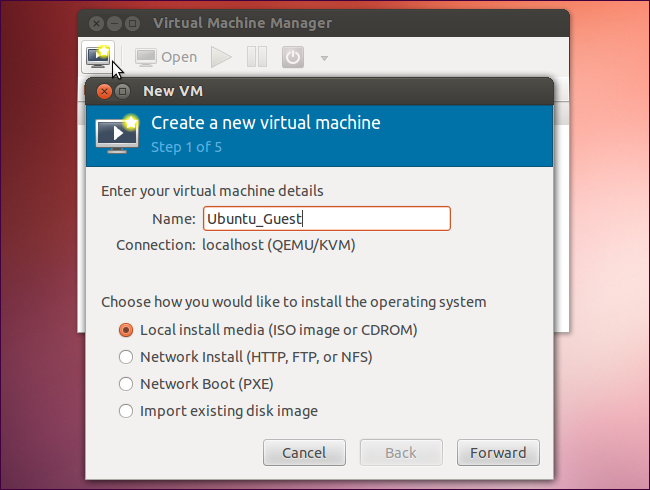 Virtual Machine Manager
Open
New VM
Create a new virtual machine
Step 1 of 5
Enter your virtual machine details
Name: Ubuntu_Guest
Connection: localhost (QEMU/KVM)
Choose how you would like to install the operating system
Local install media (ISO image or CDROM)
Network Install (HTTP, FTP, or NFS)
Network Boot (PXE)
Import existing disk image
Cancel Back Forward